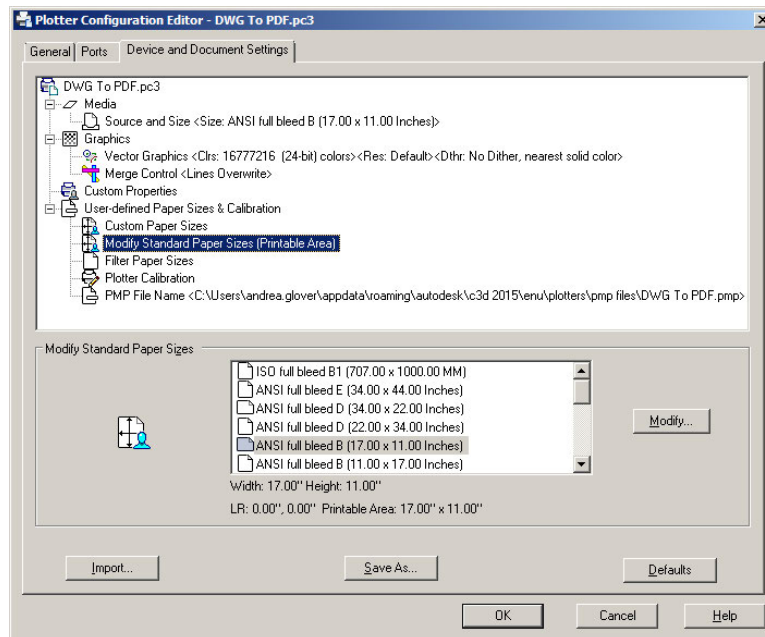 Plotter Configuration Editor - DWG To PDF.pc3
General Ports Device and Document Settings
DWG To PDF.pc3
Media
Source and Size <Size: ANSI full bleed B (17.00 x 11.00 Inches)>
Graphics
Vector Graphics <Clrs: 16777216 (24-bit) colors><Res: Default><Dthr: No Dither, nearest solid color>
Merge Control <Lines Overwrite>
Custom Properties
User-defined Paper Sizes & Calibration
Custom Paper Sizes
Modify Standard Paper Sizes (Printable Area)
Filter Paper Sizes
Plotter Calibration
PMP File Name <C:\Users\andrea.glover\appdata\roaming\autodesk\c3d 2015\enu\plotters\pmp files\DWG To PDF.pmp>
Modify Standard Paper Sizes
ISO full bleed B1 (707.00 x 1000.00 MM)
ANSI full bleed E (34.00 x 44.00 Inches)
ANSI full bleed D (34.00 x 22.00 Inches)
ANSI full bleed D (22.00 x 34.00 Inches)
ANSI full bleed B (17.00 x 11.00 Inches)
ANSI full bleed B (11.00 x 17.00 Inches)
Modify...
Width: 17.00'' Height: 11.00''
LR: 0.00'', 0.00'' Printable Area: 17.00'' x 11.00''
Import... Save As... Defaults
OK Cancel Help